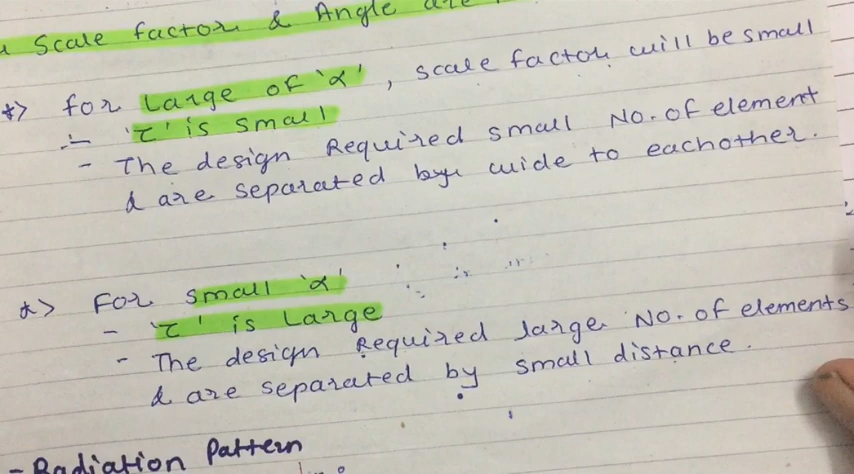 Scale factor & Angle are
*> for Large of 'α', scale factor will be small
∴ 'τ' is small
- The design Required small No. of element
& are separated by wide to eachother.
*> For small 'α'
- 'τ' is Large
- The design Required large No. of elements
& are separated by small distance.
- Radiation Pattern